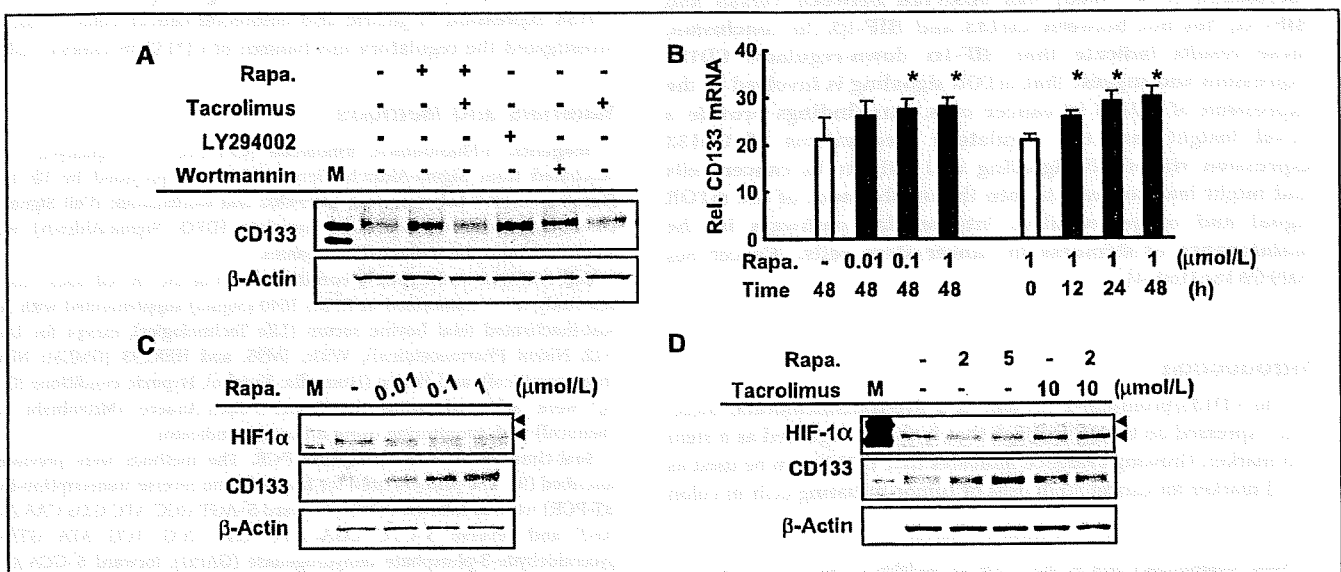 A
Rapa. - + + - - -
Tacrolimus - - + - - +
LY294002 - - - + - -
Wortmannin M - - - - + -
CD133
β-Actin
B
Rel. CD133 mRNA
40
30
20
10
0
* * * * *
Rapa. - 0.01 0.1 1 1 1 1 1 (μmol/L)
Time 48 48 48 48 0 12 24 48 (h)
C
Rapa. M - 0.01 0.1 1 (μmol/L)
HIF1α
CD133
β-Actin
D
Rapa. - 2 5 - 2
Tacrolimus M - - - 10 10 (μmol/L)
HIF-1α
CD133
β-Actin